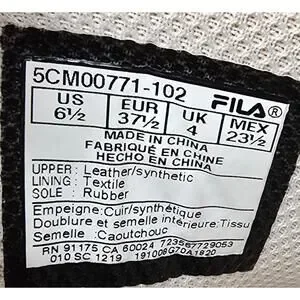 5CM00771-102 FILA®
US EUR UK MEX
6½ 37½ 4 23½
MADE IN CHINA
FABRIQUÉ EN CHINE
HECHO EN CHINA
UPPER : Leather/synthetic
LINING : Textile
SOLE : Rubber
Empeigne:Cuir/synthétique
Doublure et semelle intérieure:Tissu
Semelle :Caoutchouc
RN 91175 CA 60024 723567729053
010 SC 1219 191008G7DA1820